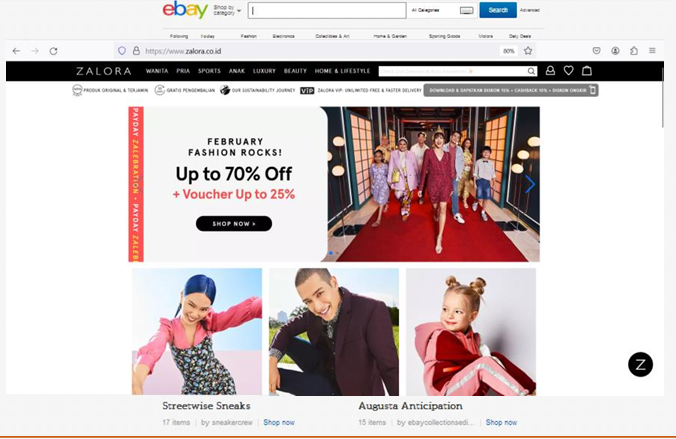 ebay
Shop by category
All Categories
Search
Advanced
Following Today Fashion Electronics Collectibles & Art Home & Garden Sporting Goods Motors Daily Deals
https://www.zalora.co.id
80%
ZALORA WANITA PRIA SPORTS ANAK LUXURY BEAUTY HOME & LIFESTYLE
PRODUK ORIGINAL & TERJAMIN GRATIS PENGEMBALIAN OUR SUSTAINABILITY JOURNEY VIP ZALORA VIP: UNLIMITED FREE & FASTER DELIVERY DOWNLOAD & DAPATKAN DISKON 15% + CASHBACK 10% + DISKON ONGKIR
PAYDAY ZALEBRATION • PAYDAY ZALEB
FEBRUARY
FASHION ROCKS!
Up to 70% Off
+ Voucher Up to 25%
SHOP NOW >
Z
Streetwise Sneaks
17 items | by sneakercrew | Shop now
Augusta Anticipation
15 items | by ebaycollectionsedi... | Shop now